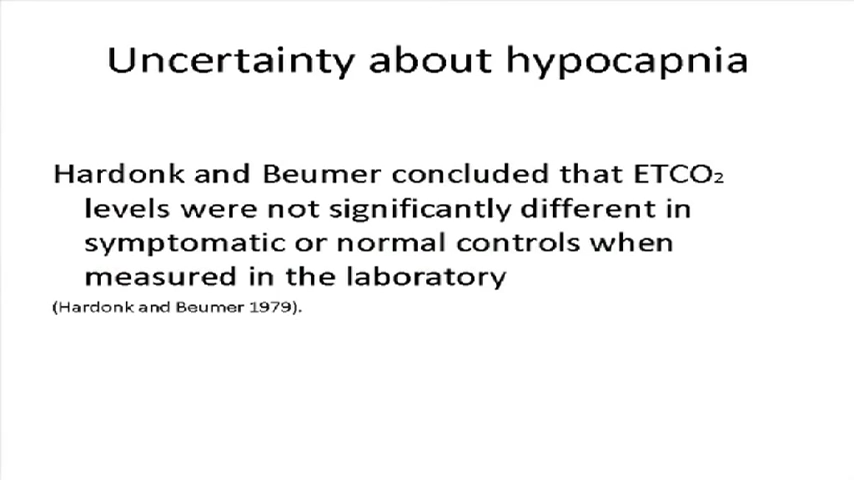 Uncertainty about hypocapnia
Hardonk and Beumer concluded that ETCO₂
levels were not significantly different in
symptomatic or normal controls when
measured in the laboratory
(Hardonk and Beumer 1979).